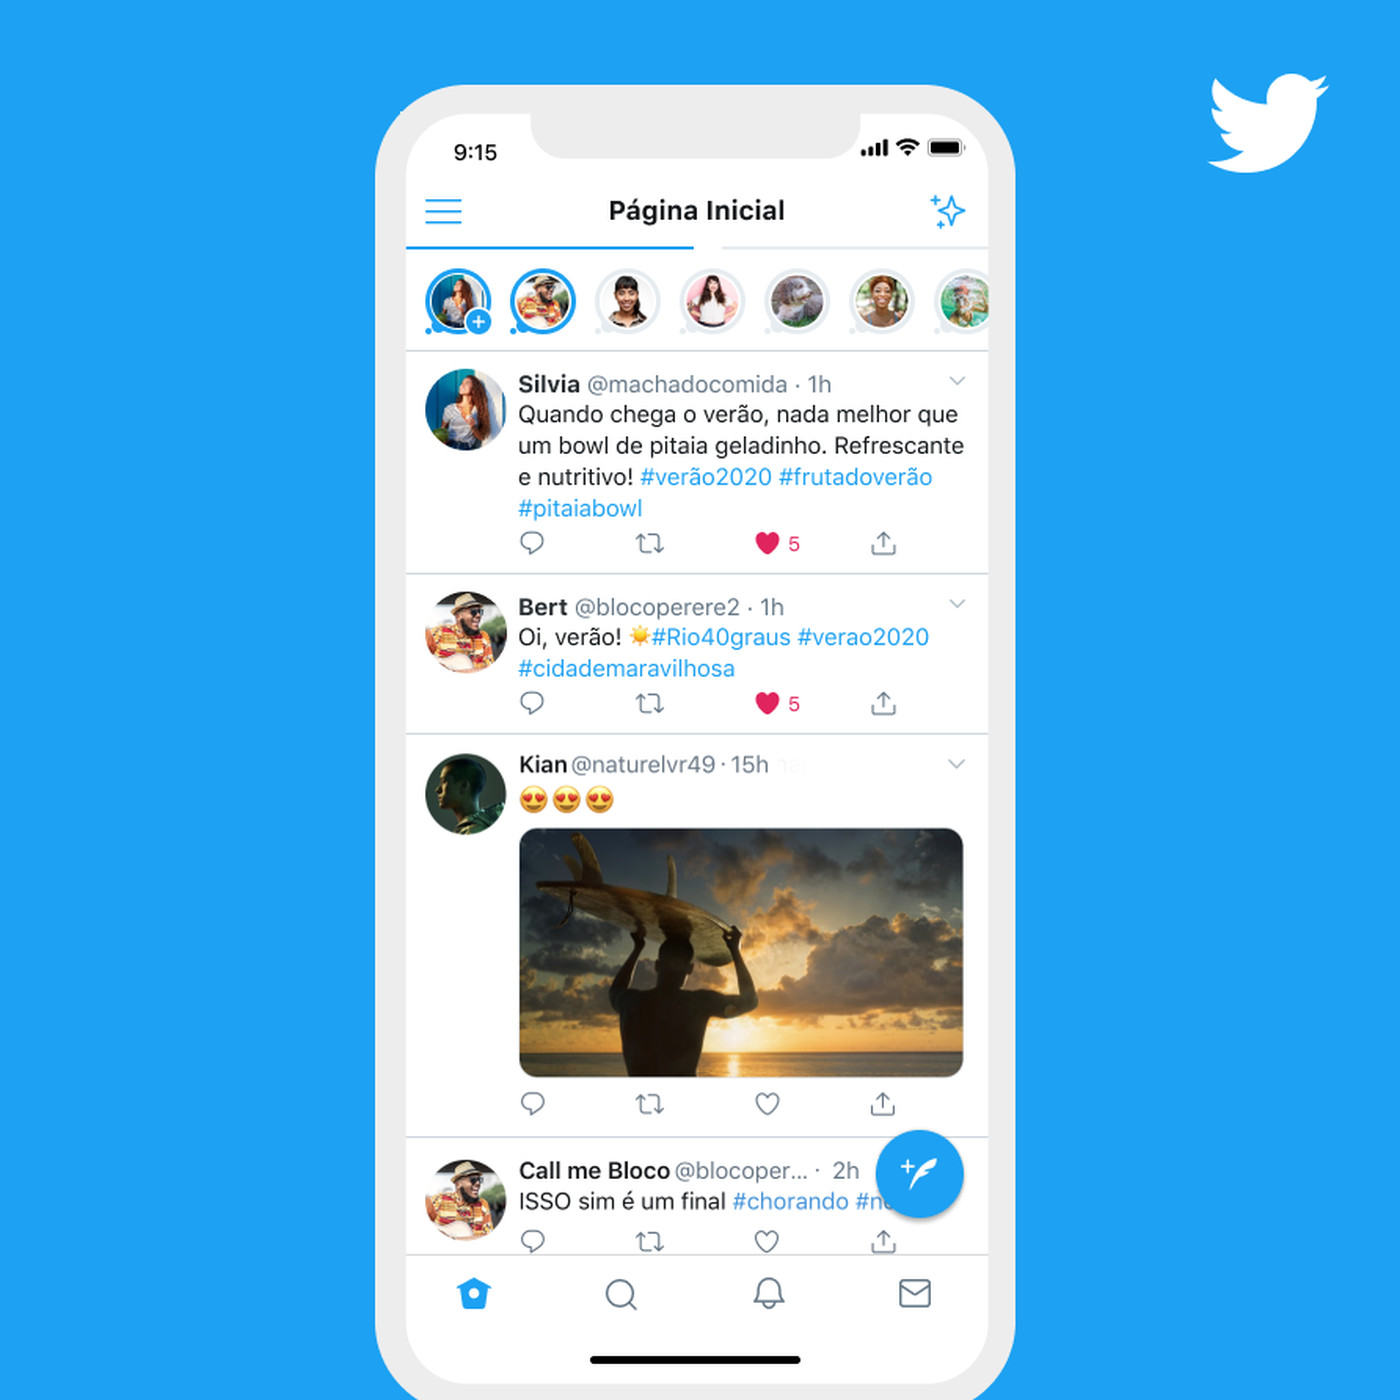 9:15
Página Inicial
Silvia @machadocomida · 1h
Quando chega o verão, nada melhor que
um bowl de pitaia geladinho. Refrescante
e nutritivo! #verão2020 #frutadoverão
#pitaiabowl
5
Bert @blocoperere2 · 1h
Oi, verão! ☀️#Rio40graus #verao2020
#cidademaravilhosa
5
Kian @naturelvr49 · 15h
😍😍😍
Call me Bloco @blocoper... · 2h
ISSO sim é um final #chorando